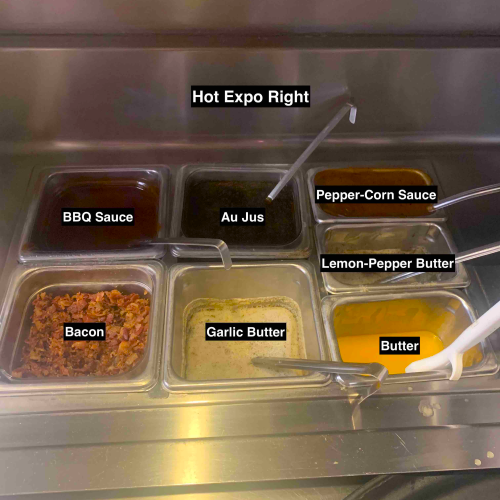 Hot Expo Right
Pepper-Corn Sauce
BBQ Sauce
Au Jus
Lemon-Pepper Butter
Bacon
Garlic Butter
Butter